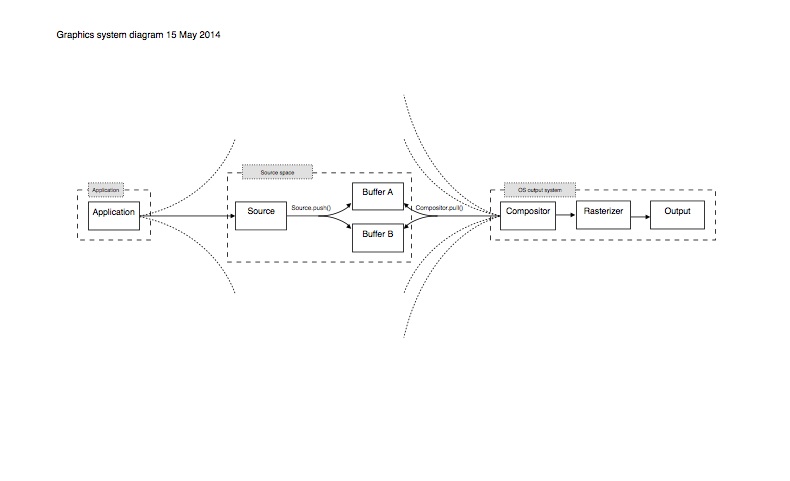 Graphics system diagram 15 May 2014
Application
Application
Source space
Source
Source.push()
Buffer A
Buffer B
Compositor.pull()
OS output system
Compositor
Rasterizer
Output